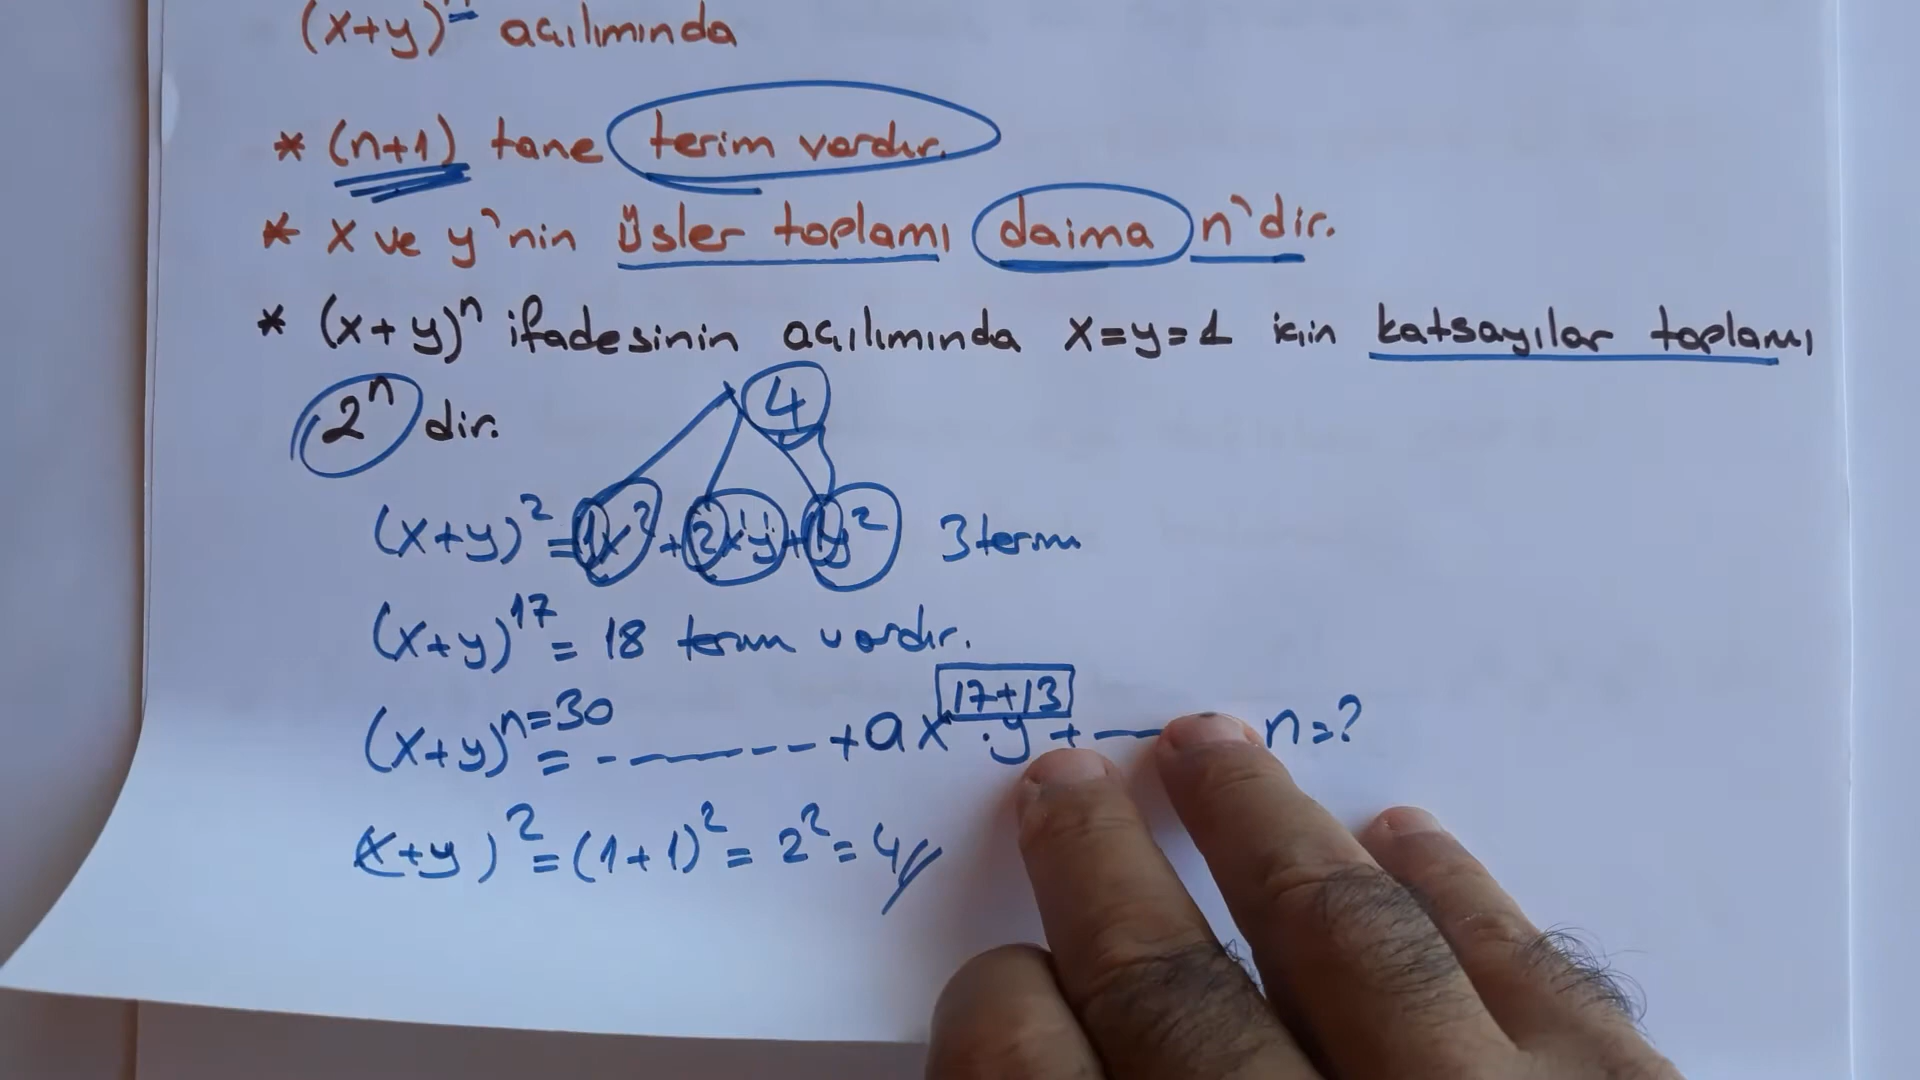 (x+y)ⁿ açılımında
* (n+1) tane terim vardır.
* x ve y'nin üsler toplamı daima n'dir.
* (x+y)ⁿ ifadesinin açılımında x=y=1 için katsayılar toplamı
2ⁿ dir.
4
(x+y)² = 1x² + 2x¹y¹ + 1y² 3 terim
(x+y)¹⁷ = 18 terim vardır.
(x+y)ⁿ⁼³⁰ = - - - - - - + ax¹⁷⁺¹³.y + - - n=?
(x+y)² = (1+1)² = 2² = 4//